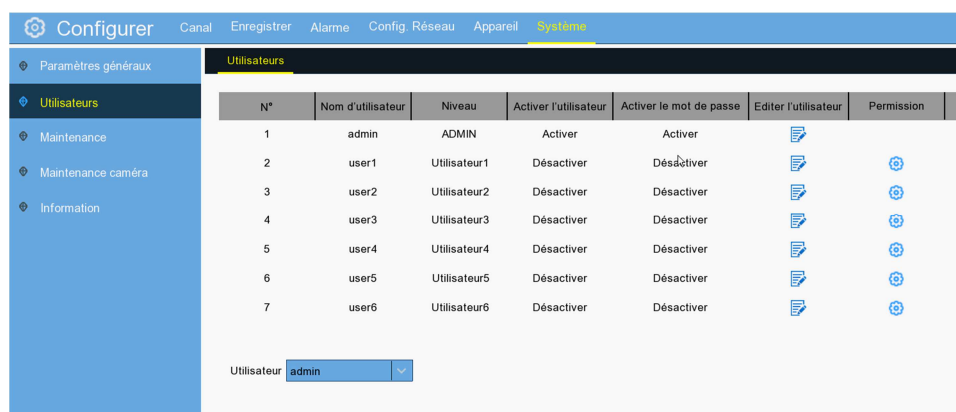 Configurer Canal Enregistrer Alarme Config. Réseau Appareil Système
Paramètres généraux
Utilisateurs
Maintenance
Maintenance caméra
Information
Utilisateurs
N° Nom d'utilisateur Niveau Activer l'utilisateur Activer le mot de passe Editer l'utilisateur Permission
1 admin ADMIN Activer Activer
2 user1 Utilisateur1 Désactiver Désactiver
3 user2 Utilisateur2 Désactiver Désactiver
4 user3 Utilisateur3 Désactiver Désactiver
5 user4 Utilisateur4 Désactiver Désactiver
6 user5 Utilisateur5 Désactiver Désactiver
7 user6 Utilisateur6 Désactiver Désactiver
Utilisateur admin